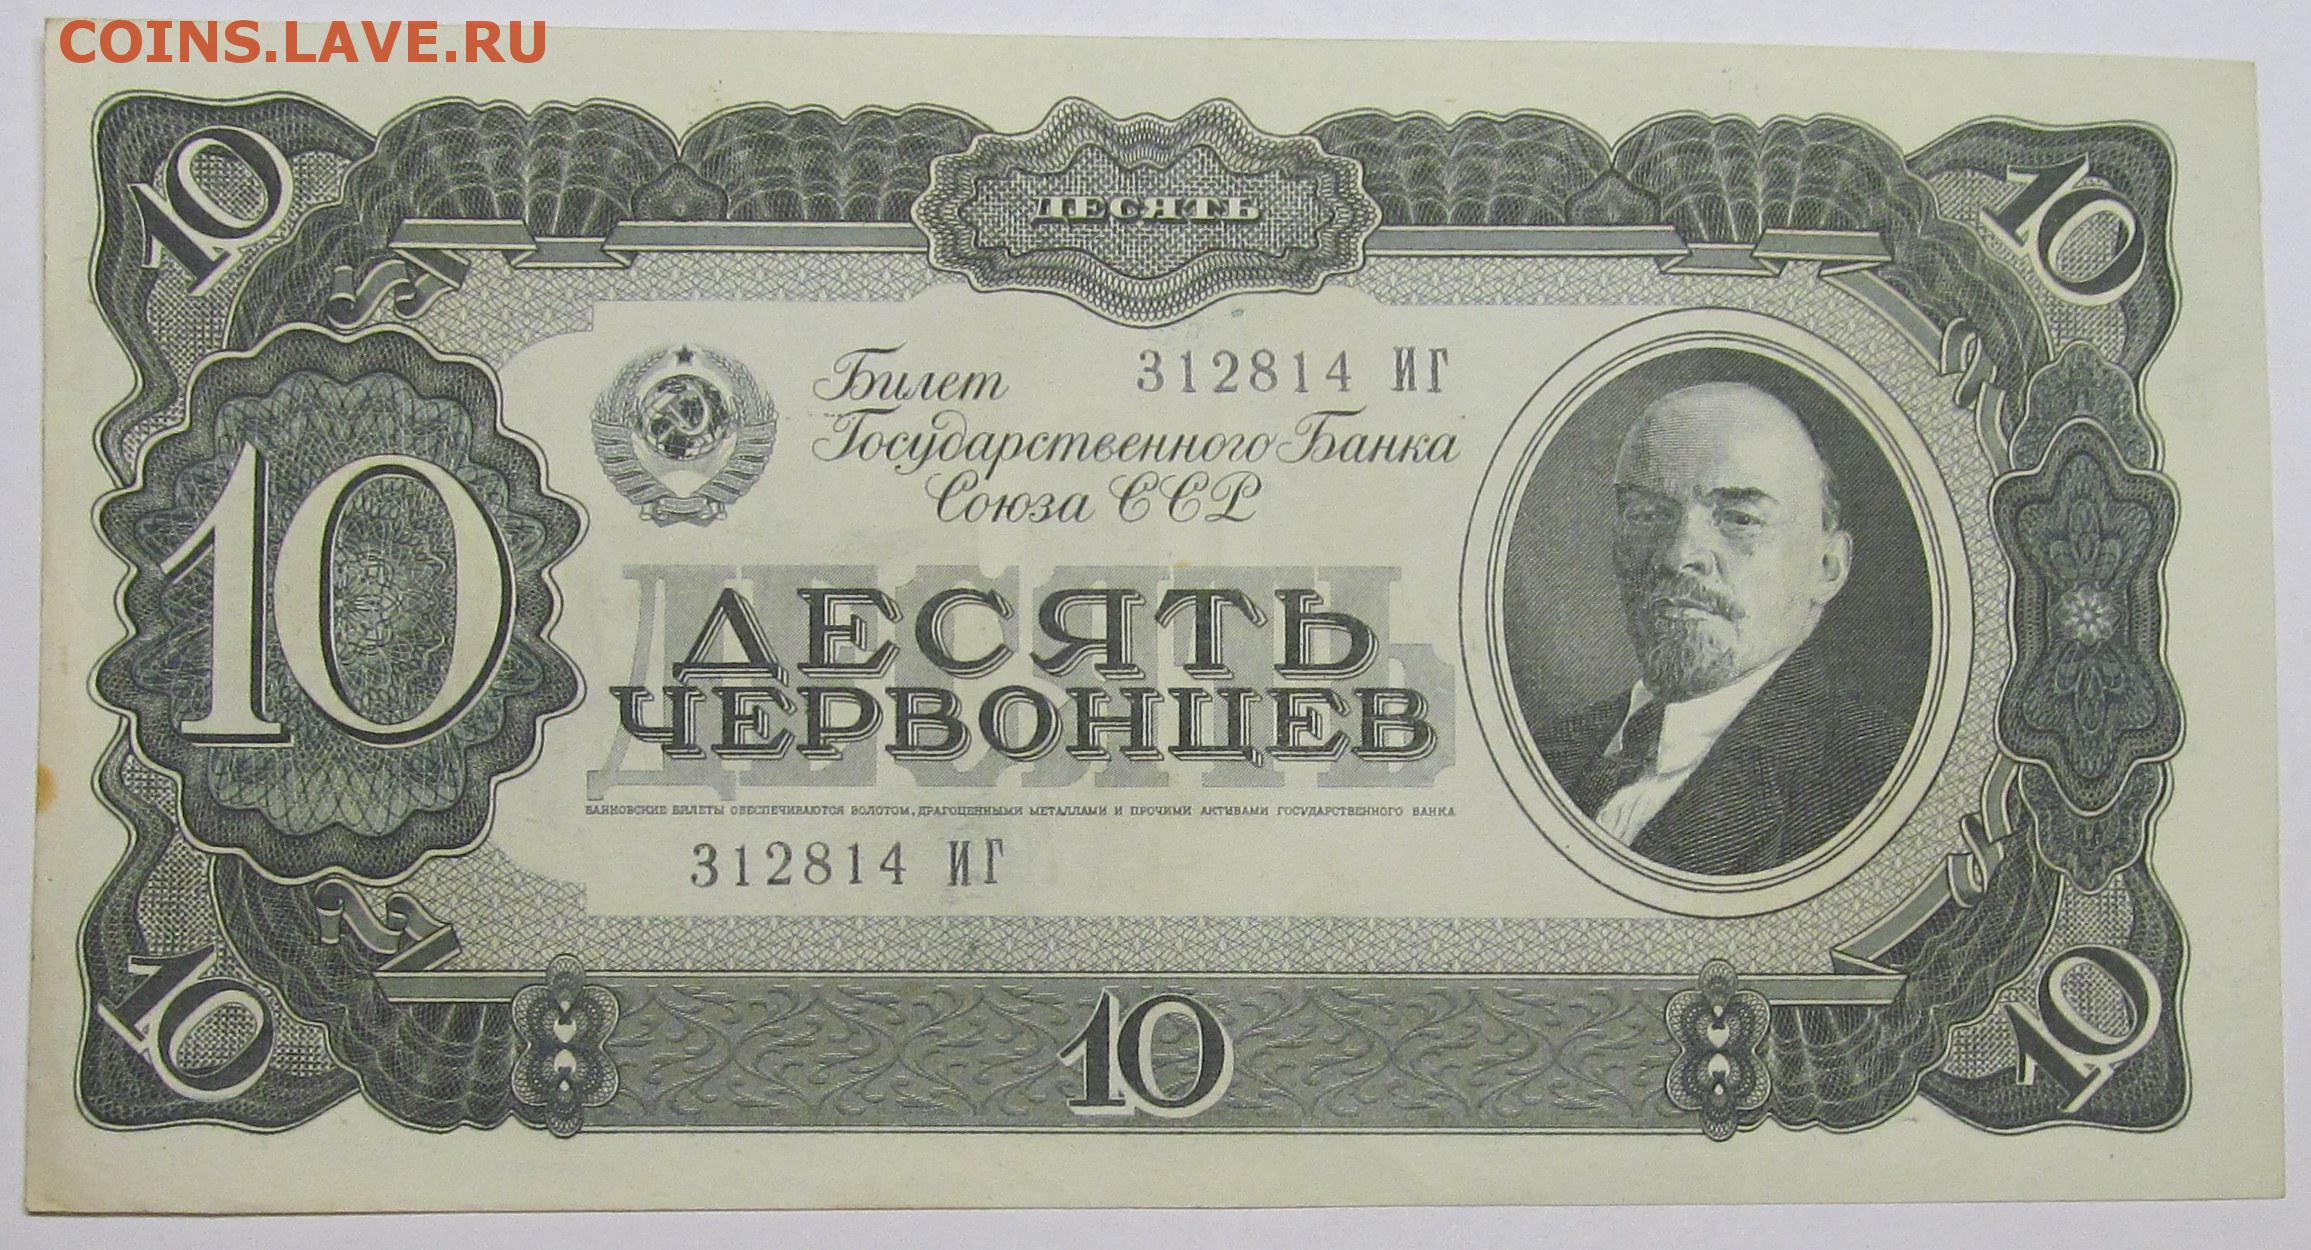 COINS.LAVE.RU
10
ДЕСЯТЬ
10
Билет 312814 ИГ
Государственного Банка
Союза ССР
10
ДЕСЯТЬ
ДЕСЯТЬ
ЧЕРВОНЦЕВ
БАНКОВСКИЕ БИЛЕТЫ ОБЕСПЕЧИВАЮТСЯ ЗОЛОТОМ, ДРАГОЦЕННЫМИ МЕТАЛЛАМИ И ПРОЧИМИ АКТИВАМИ ГОСУДАРСТВЕННОГО БАНКА
312814 ИГ
10
10
10